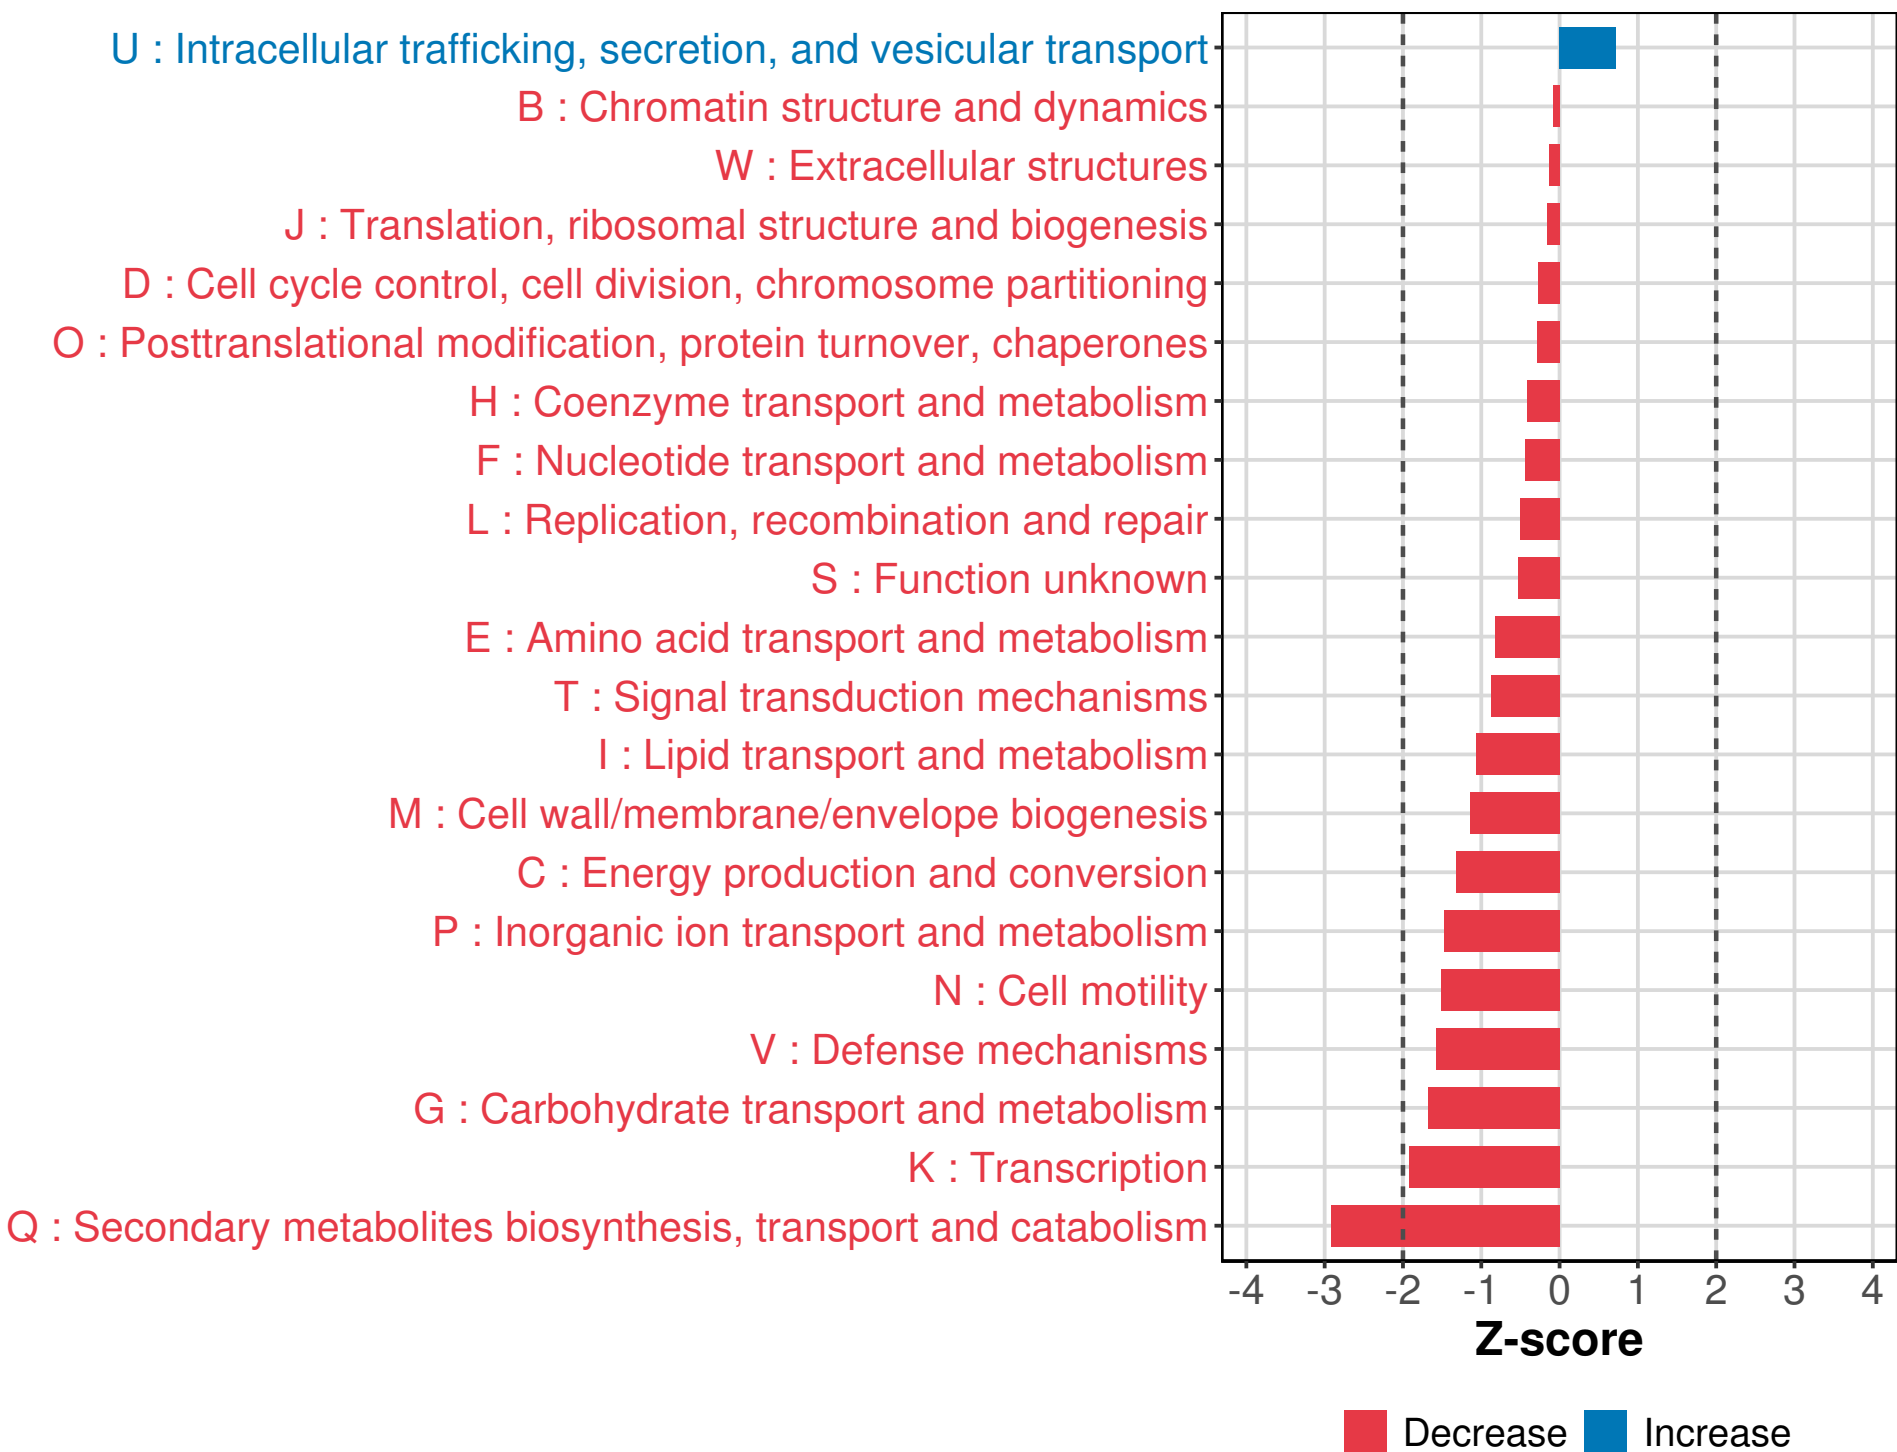 U : Intracellular trafficking, secretion, and vesicular transport
B : Chromatin structure and dynamics
W : Extracellular structures
J : Translation, ribosomal structure and biogenesis
D : Cell cycle control, cell division, chromosome partitioning
O : Posttranslational modification, protein turnover, chaperones
H : Coenzyme transport and metabolism
F : Nucleotide transport and metabolism
L : Replication, recombination and repair
S : Function unknown
E : Amino acid transport and metabolism
T : Signal transduction mechanisms
I : Lipid transport and metabolism
M : Cell wall/membrane/envelope biogenesis
C : Energy production and conversion
P : Inorganic ion transport and metabolism
N : Cell motility
V : Defense mechanisms
G : Carbohydrate transport and metabolism
K : Transcription
Q : Secondary metabolites biosynthesis, transport and catabolism
-4 -3 -2 -1 0 1 2 3 4
Z-score
Decrease Increase